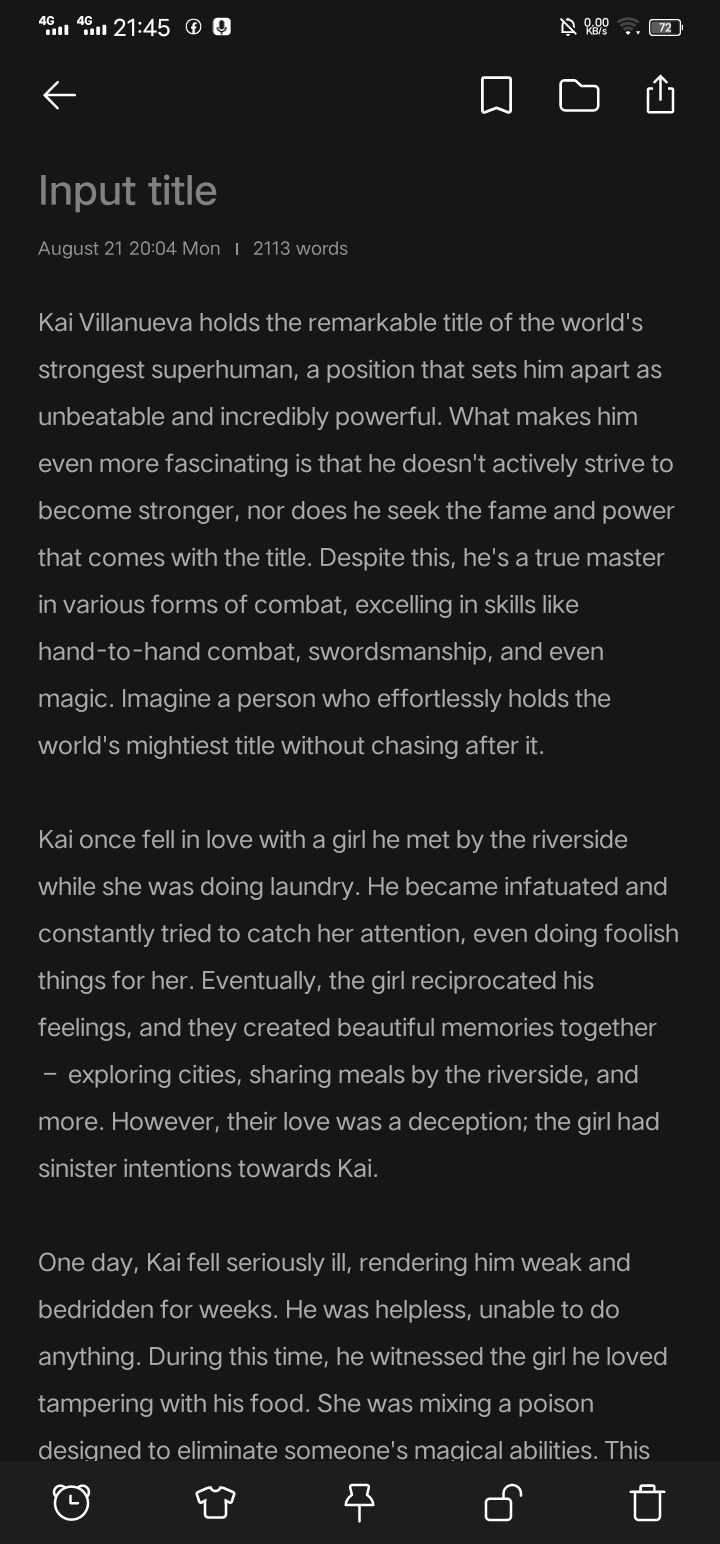 4G 4G 21:45 0.00 KB/s 72
Input title
August 21 20:04 Mon | 2113 words
Kai Villanueva holds the remarkable title of the world's
strongest superhuman, a position that sets him apart as
unbeatable and incredibly powerful. What makes him
even more fascinating is that he doesn't actively strive to
become stronger, nor does he seek the fame and power
that comes with the title. Despite this, he's a true master
in various forms of combat, excelling in skills like
hand-to-hand combat, swordsmanship, and even
magic. Imagine a person who effortlessly holds the
world's mightiest title without chasing after it.
Kai once fell in love with a girl he met by the riverside
while she was doing laundry. He became infatuated and
constantly tried to catch her attention, even doing foolish
things for her. Eventually, the girl reciprocated his
feelings, and they created beautiful memories together
– exploring cities, sharing meals by the riverside, and
more. However, their love was a deception; the girl had
sinister intentions towards Kai.
One day, Kai fell seriously ill, rendering him weak and
bedridden for weeks. He was helpless, unable to do
anything. During this time, he witnessed the girl he loved
tampering with his food. She was mixing a poison
designed to eliminate someone's magical abilities. This